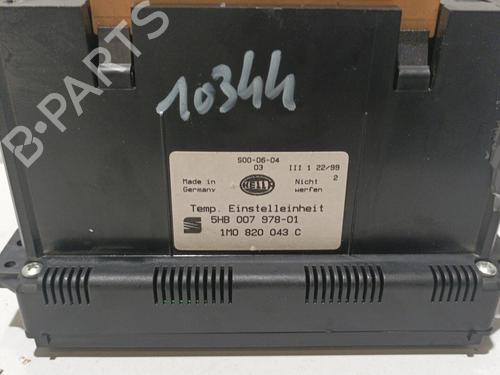 10344
B-PARTS
S00-06-04
03 III 1 22/99
Made in Germany
HELLA
Nicht 2
werfen
Temp. Einstelleinheit
5HB 007 978-01
1M0 820 043 C